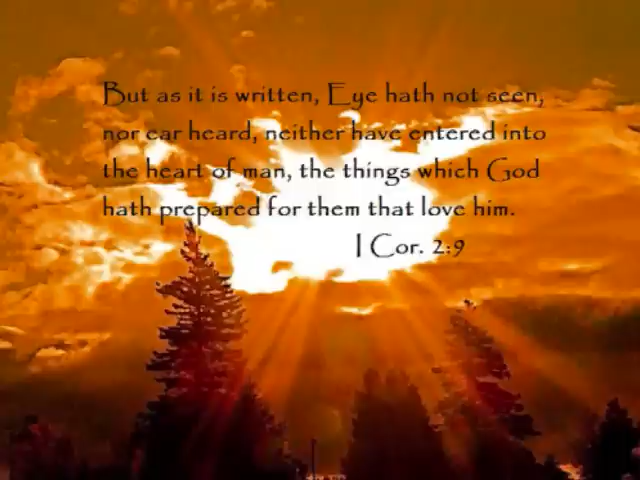 But as it is written, Eye hath not seen,
nor ear heard, neither have entered into
the heart of man, the things which God
hath prepared for them that love him.
I Cor. 2:9